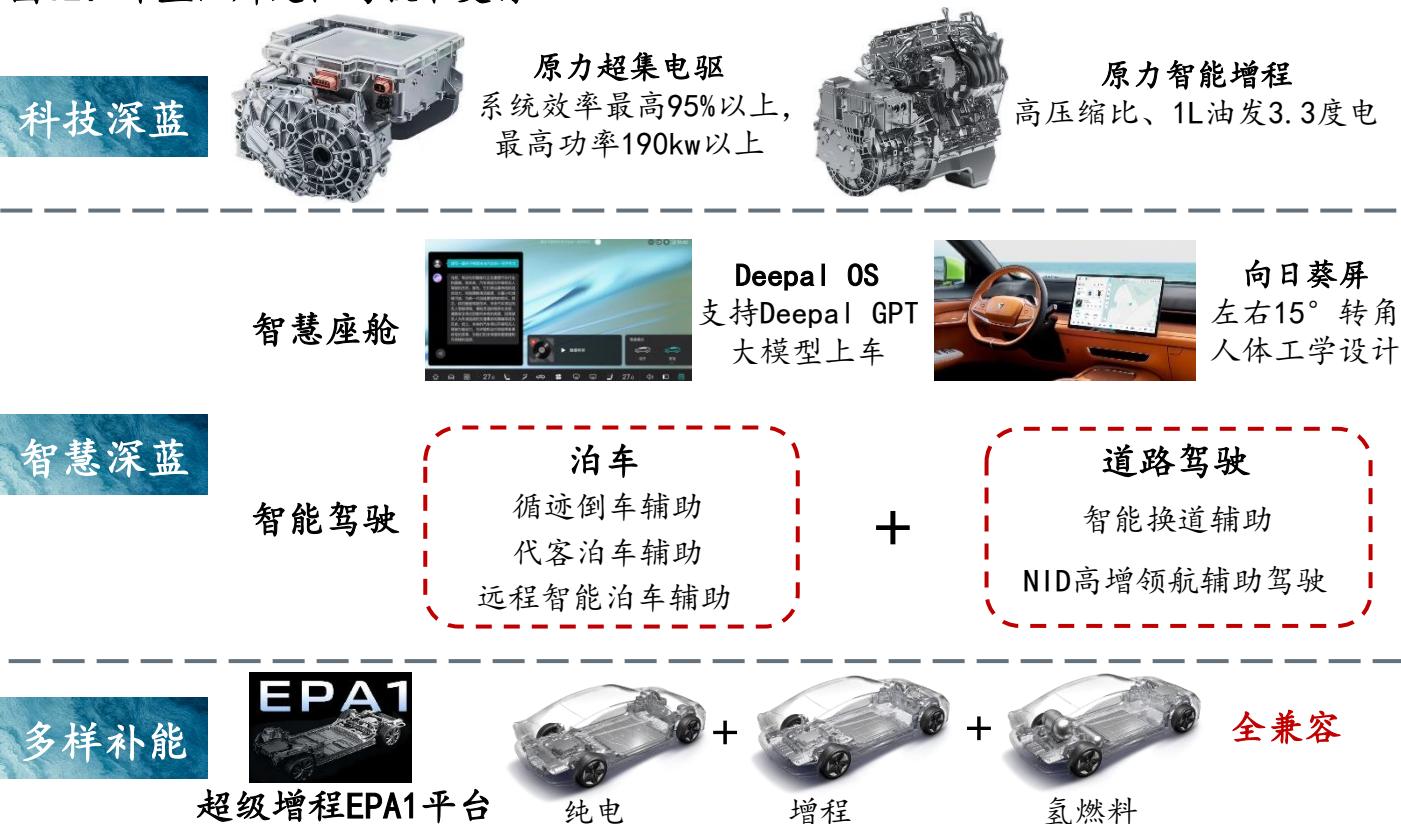 科技深蓝
原力超集电驱
系统效率最高95%以上，
最高功率190kw以上
原力智能增程
高压缩比、1L油发3.3度电
智慧深蓝
智慧座舱
Deepal OS
支持Deepal GPT
大模型上车
向日葵屏
左右15°转角
人体工学设计
智能驾驶
泊车
循迹倒车辅助
代客泊车辅助
远程智能泊车辅助
+
道路驾驶
智能换道辅助
NID高增领航辅助驾驶
多样补能
EPA1
超级增程EPA1平台
纯电
+
增程
+
氢燃料
全兼容